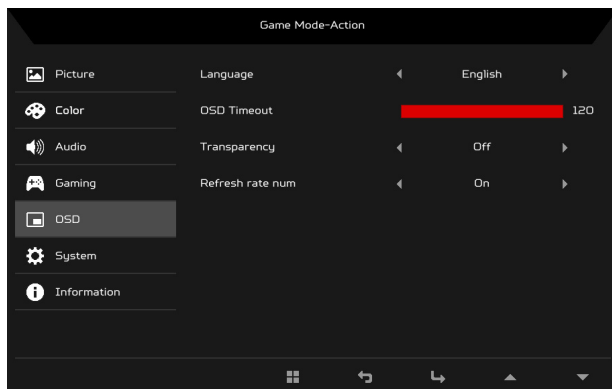 Game Mode-Action
Picture
Language
English
Color
OSD Timeout
120
Audio
Transparency
Off
Gaming
Refresh rate num
On
OSD
System
Information